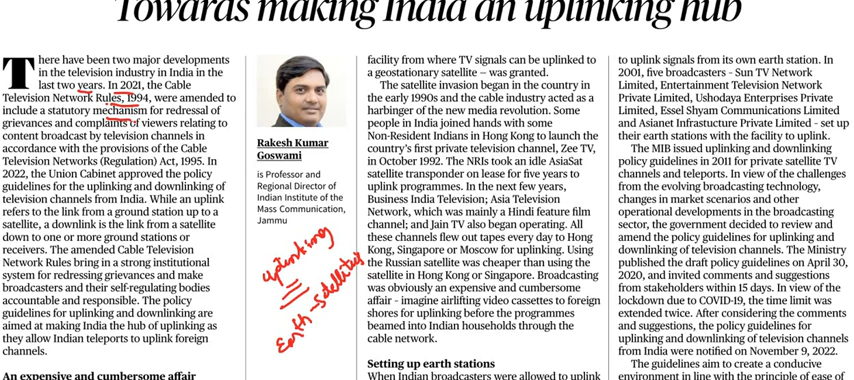 Towards making India an uplinking hub
There have been two major developments
in the television industry in India in the
last two years. In 2021, the Cable
Television Network Rules, 1994, were amended to
include a statutory mechanism for redressal of
grievances and complaints of viewers relating to
content broadcast by television channels in
accordance with the provisions of the Cable
Television Networks (Regulation) Act, 1995. In
2022, the Union Cabinet approved the policy
guidelines for the uplinking and downlinking of
television channels from India. While an uplink
refers to the link from a ground station up to a
satellite, a downlink is the link from a satellite
down to one or more ground stations or
receivers. The amended Cable Television
Network Rules bring in a strong institutional
system for redressing grievances and make
broadcasters and their self-regulating bodies
accountable and responsible. The policy
guidelines for uplinking and downlinking are
aimed at making India the hub of uplinking as
they allow Indian teleports to uplink foreign
channels.
An expensive and cumbersome affair
Rakesh Kumar
Goswami
is Professor and
Regional Director of
Indian Institute of the
Mass Communication,
Jammu
uplinking
Earth - satellites
facility from where TV signals can be uplinked to
a geostationary satellite — was granted.
The satellite invasion began in the country in
the early 1990s and the cable industry acted as a
harbinger of the new media revolution. Some
people in India joined hands with some
Non-Resident Indians in Hong Kong to launch the
country's first private television channel, Zee TV,
in October 1992. The NRIs took an idle AsiaSat
satellite transponder on lease for five years to
uplink programmes. In the next few years,
Business India Television; Asia Television
Network, which was mainly a Hindi feature film
channel; and Jain TV also began operating. All
these channels flew out tapes every day to Hong
Kong, Singapore or Moscow for uplinking. Using
the Russian satellite was cheaper than using the
satellite in Hong Kong or Singapore. Broadcasting
was obviously an expensive and cumbersome
affair - imagine airlifting video cassettes to foreign
shores for uplinking before the programmes
beamed into Indian households through the
cable network.
Setting up earth stations
When Indian broadcasters were allowed to uplink
to uplink signals from its own earth station. In
2001, five broadcasters - Sun TV Network
Limited, Entertainment Television Network
Private Limited, Ushodaya Enterprises Private
Limited, Essel Shyam Communications Limited
and Asianet Infrastucture Private Limited - set up
their earth stations with the facility to uplink.
The MIB issued uplinking and downlinking
policy guidelines in 2011 for private satellite TV
channels and teleports. In view of the challenges
from the evolving broadcasting technology,
changes in market scenarios and other
operational developments in the broadcasting
sector, the government decided to review and
amend the policy guidelines for uplinking and
downlinking of television channels. The Ministry
published the draft policy guidelines on April 30,
2020, and invited comments and suggestions
from stakeholders within 15 days. In view of the
lockdown due to COVID-19, the time limit was
extended twice. After considering the comments
and suggestions, the policy guidelines for
uplinking and downlinking of television channels
from India were notified on November 9, 2022.
The guidelines aim to create a conducive
environment in line with the principle of ease of